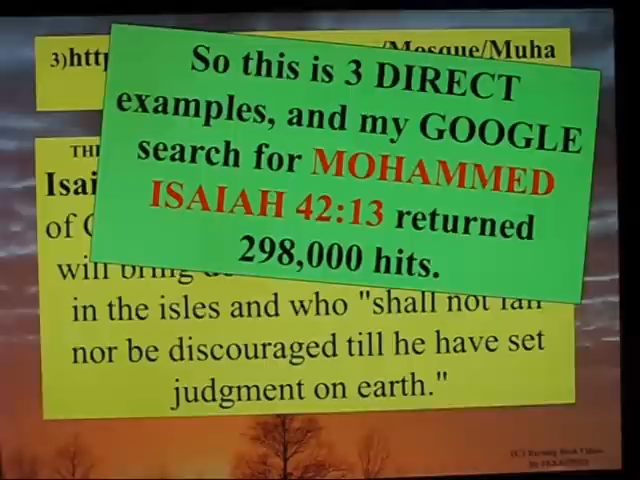 3)http
/Mosque/Muha
So this is 3 DIRECT
examples, and my GOOGLE
search for MOHAMMED
ISAIAH 42:13 returned
298,000 hits.
Isai
of
will bring
in the isles and who "shall not fail
nor be discouraged till he have set
judgment on earth."